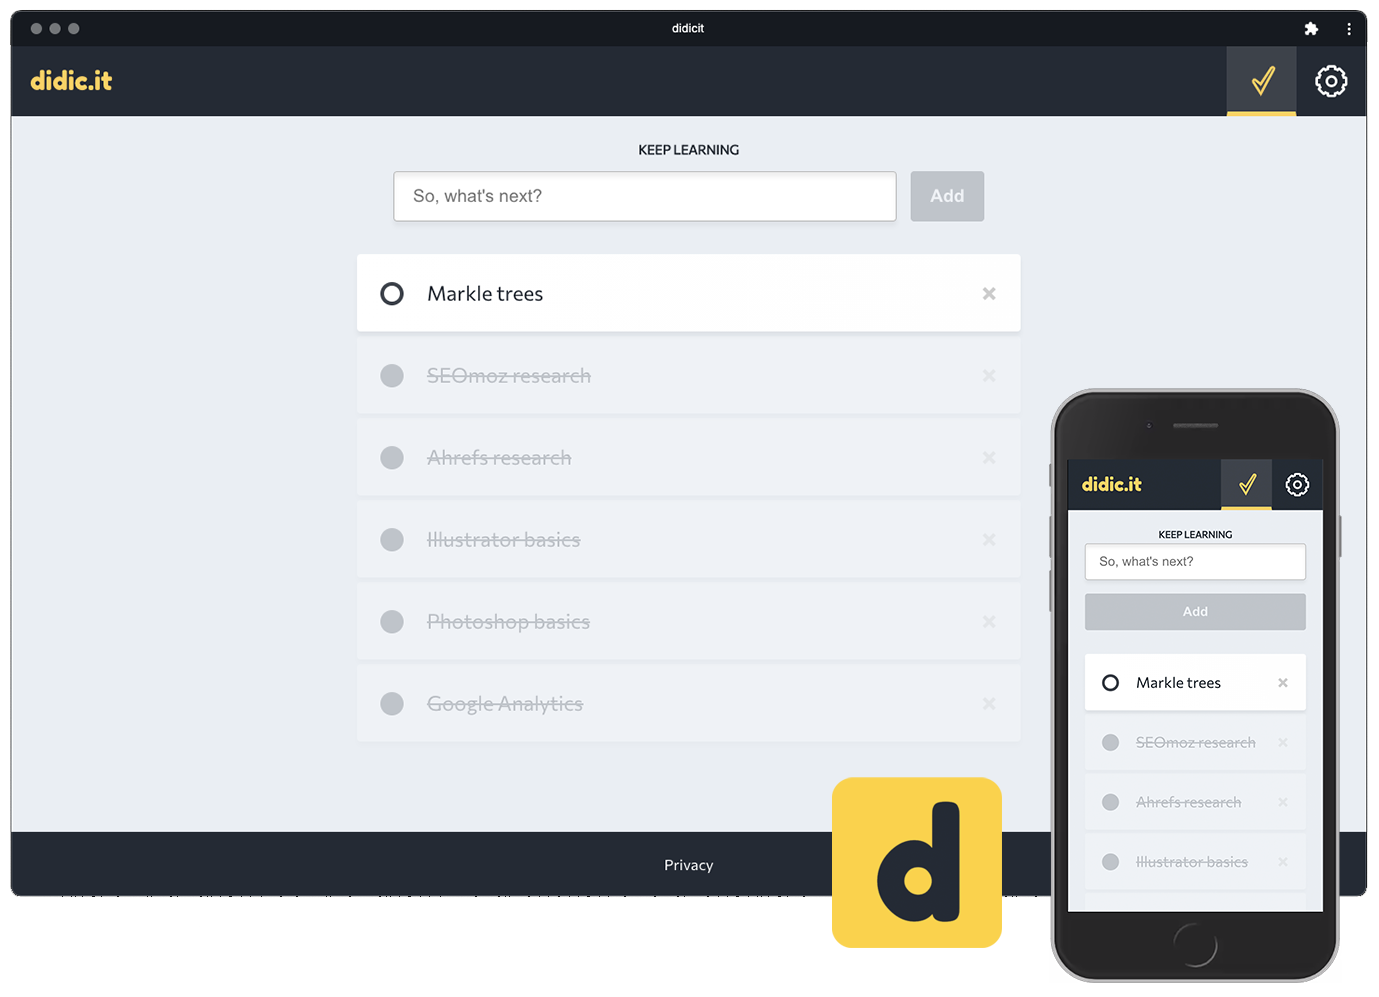 didicit
didic.it
KEEP LEARNING
So, what's next?
Add
Markle trees
SEOmoz research
Ahrefs research
Illustrator basics
Photoshop basics
Google Analytics
Privacy
d
didic.it
KEEP LEARNING
So, what's next?
Add
Markle trees
SEOmoz research
Ahrefs research
Illustrator basics